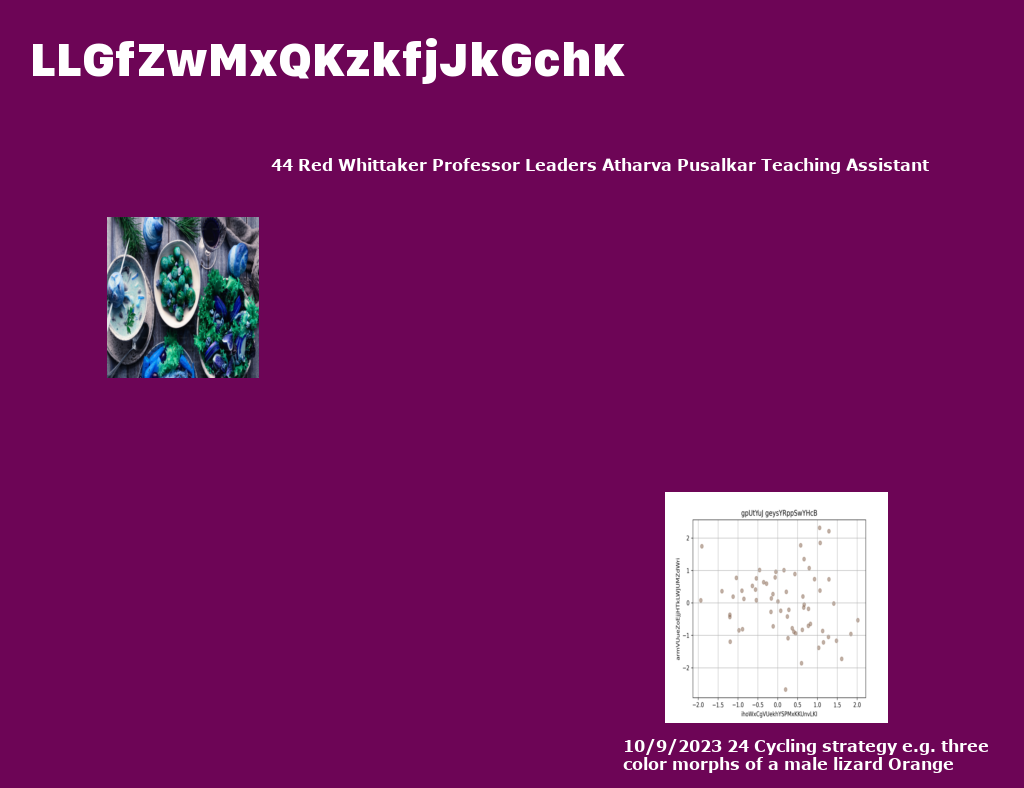 LLGfZwMxQKzkfjJkGchK
44 Red Whittaker Professor Leaders Atharva Pusalkar Teaching Assistant
gpUtYuJ geysYRppSwYHcB
2
1
0
−1
−2
−2.0 −1.5 −1.0 −0.5 0.0 0.5 1.0 1.5 2.0
10/9/2023 24 Cycling strategy e.g. three
color morphs of a male lizard Orange